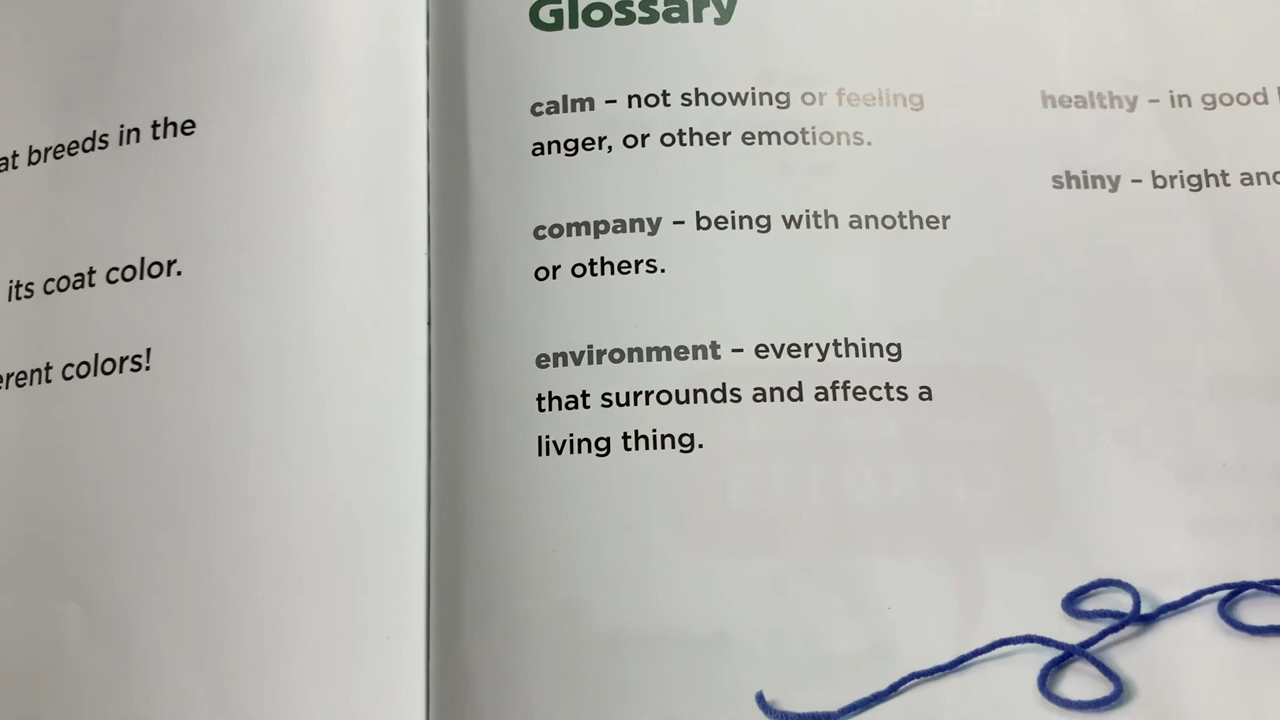 at breeds in the
its coat color.
erent colors!
Glossary
calm – not showing or feeling
anger, or other emotions.
company – being with another
or others.
environment – everything
that surrounds and affects a
living thing.
healthy – in good
shiny – bright and